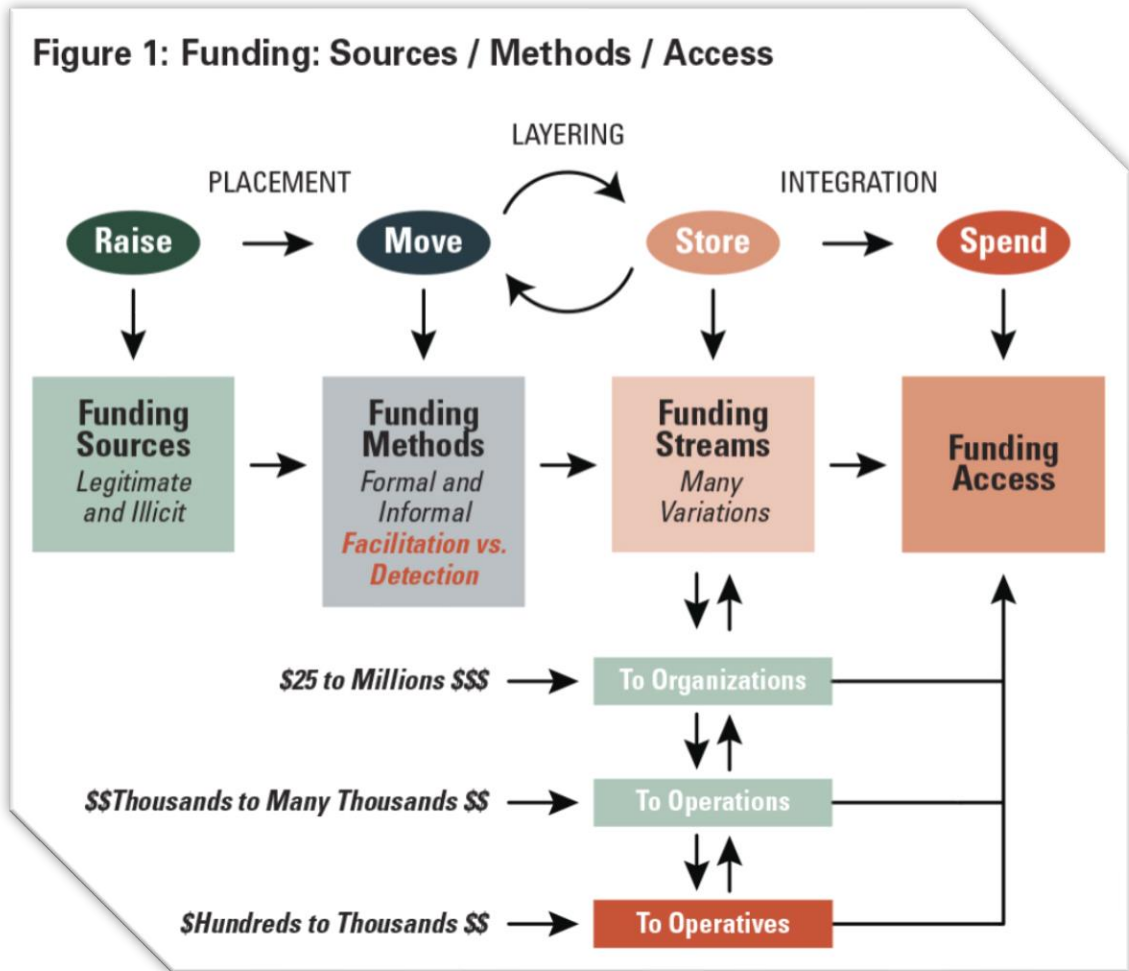 Figure 1: Funding: Sources / Methods / Access
LAYERING
PLACEMENT
INTEGRATION
Raise
Move
Store
Spend
Funding
Sources
Legitimate
and Illicit
Funding
Methods
Formal and
Informal
Facilitation vs.
Detection
Funding
Streams
Many
Variations
Funding
Access
$25 to Millions $$$
To Organizations
$$Thousands to Many Thousands $$
To Operations
$Hundreds to Thousands $$
To Operatives